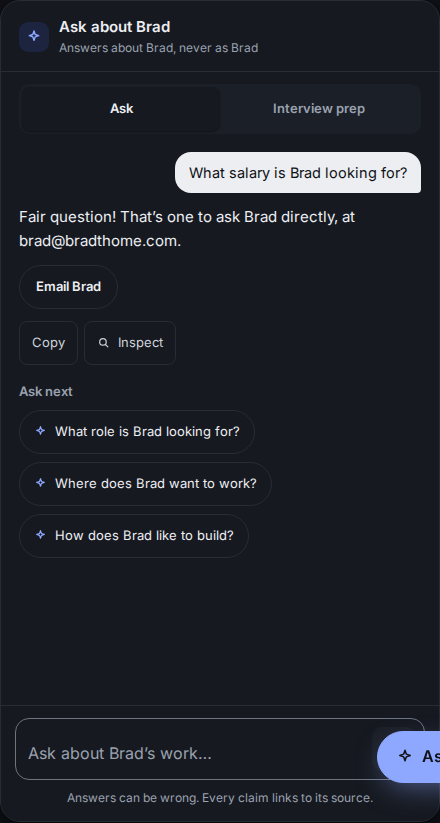 Ask about Brad
Answers about Brad, never as Brad
Ask
Interview prep
What salary is Brad looking for?
Fair question! That’s one to ask Brad directly, at
brad@bradthome.com.
Email Brad
Copy
Inspect
Ask next
What role is Brad looking for?
Where does Brad want to work?
How does Brad like to build?
Ask about Brad’s work...
As
Answers can be wrong. Every claim links to its source.